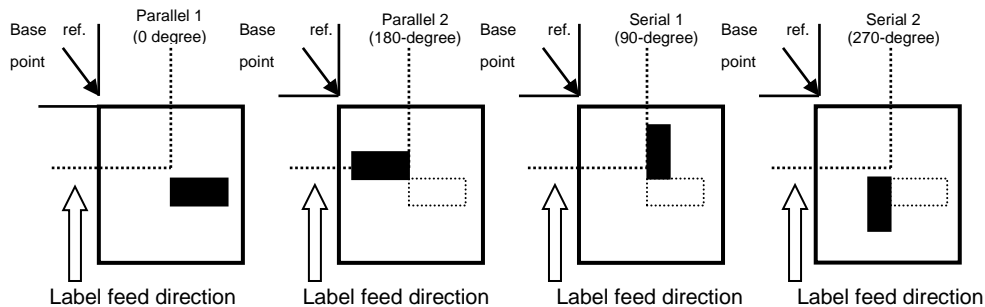 Parallel 1
(0 degree)
Base ref.
point
Label feed direction
Parallel 2
(180-degree)
Base ref.
point
Label feed direction
Serial 1
(90-degree)
Base ref.
point
Label feed direction
Serial 2
(270-degree)
Base ref.
point
Label feed direction